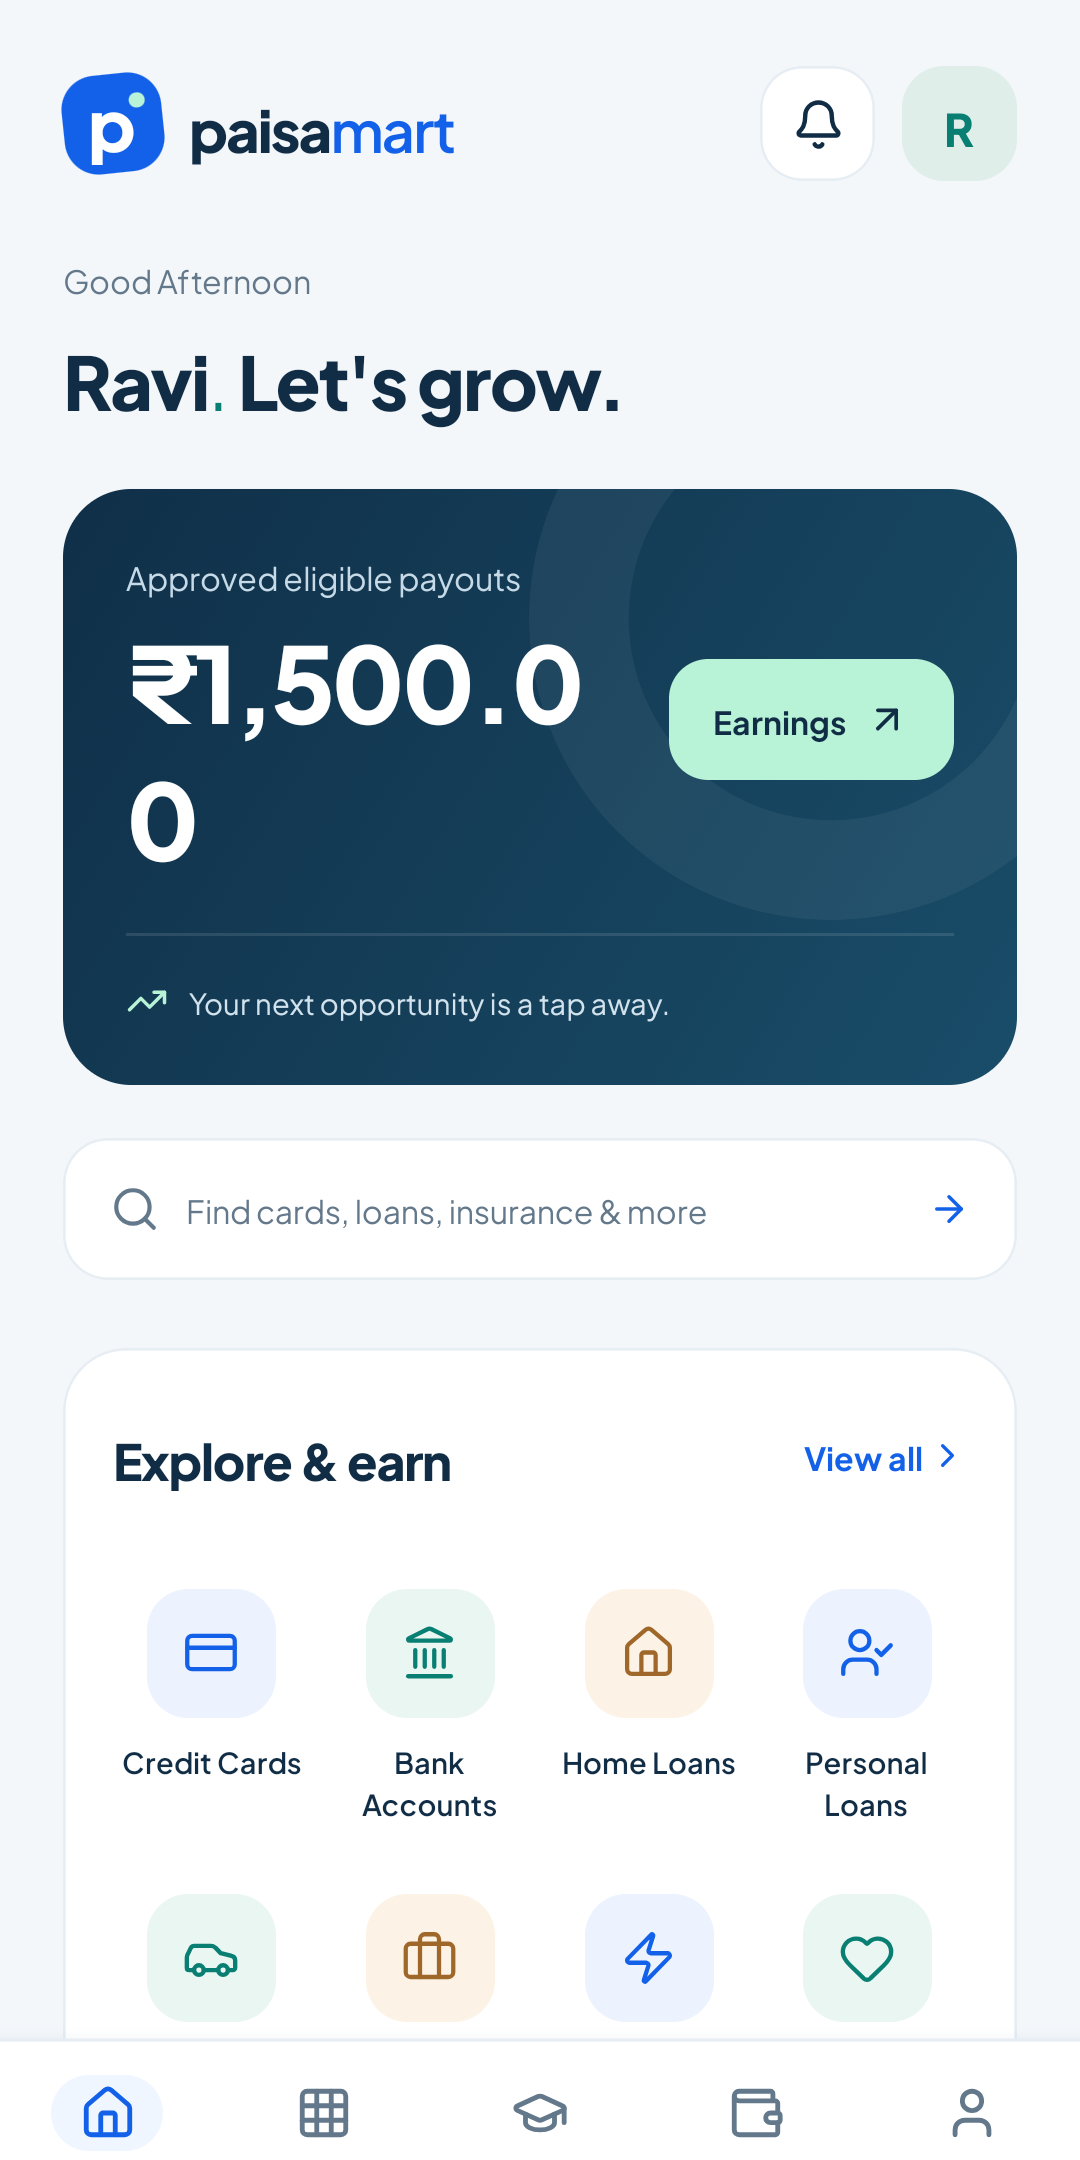 paisamart
R
Good Afternoon
Ravi. Let's grow.
Approved eligible payouts
₹1,500.0
0
Earnings
Your next opportunity is a tap away.
Find cards, loans, insurance & more
Explore & earn
View all
Credit Cards
Bank
Accounts
Home Loans
Personal
Loans